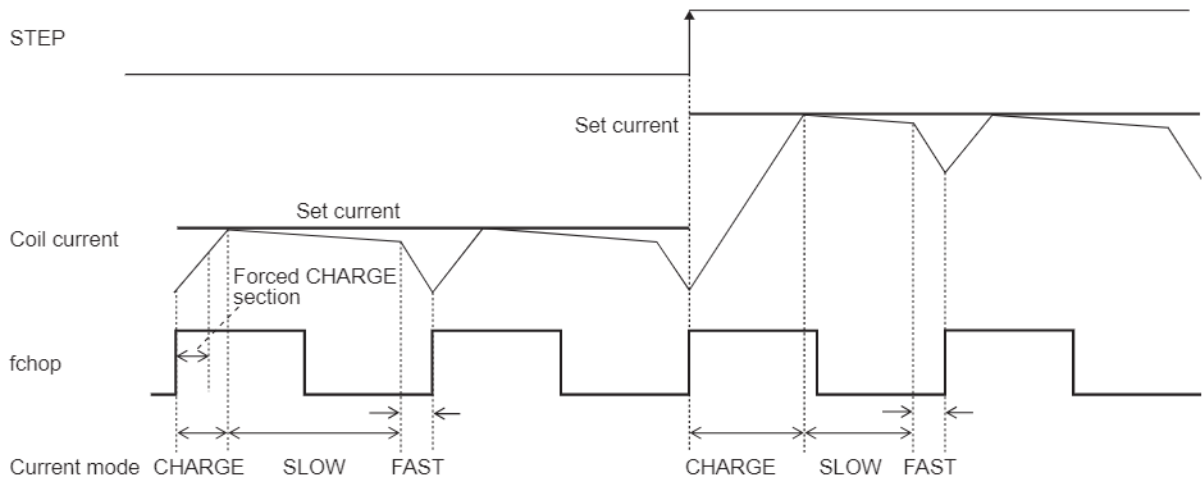 STEP
Set current
Set current
Coil current
Forced CHARGE
section
fchop
Current mode CHARGE SLOW FAST CHARGE SLOW FAST